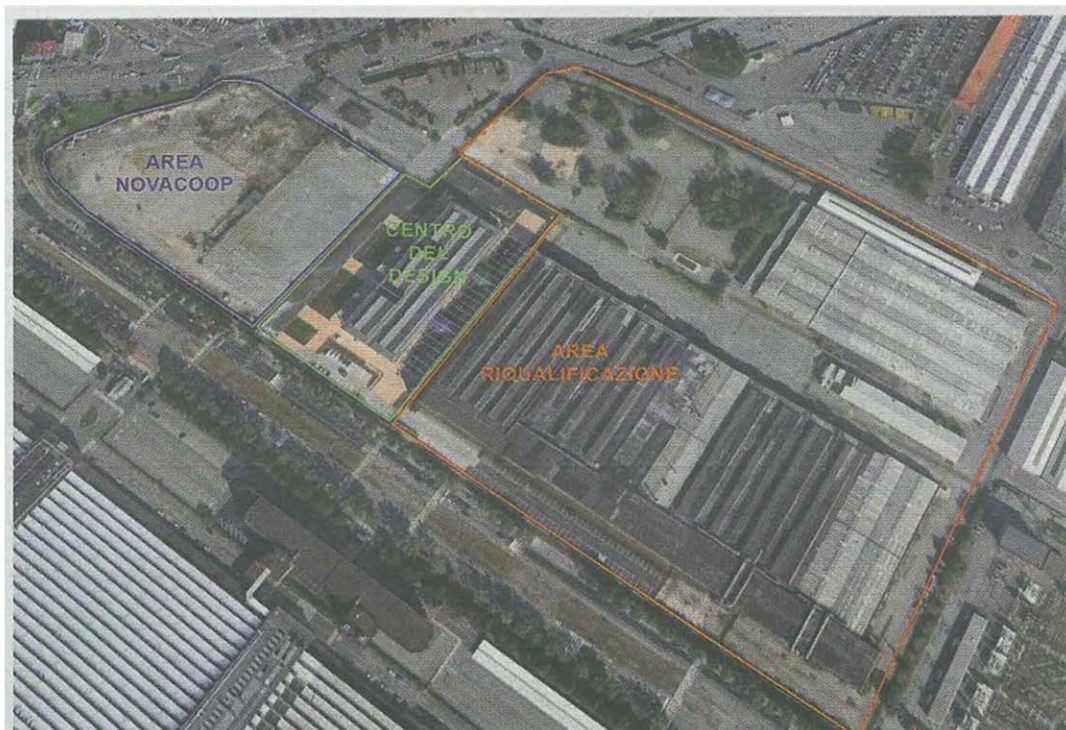 AREA
NOVACOOP
CENTRO
DEL
DESIGN
AREA
RIQUALIFICAZIONE